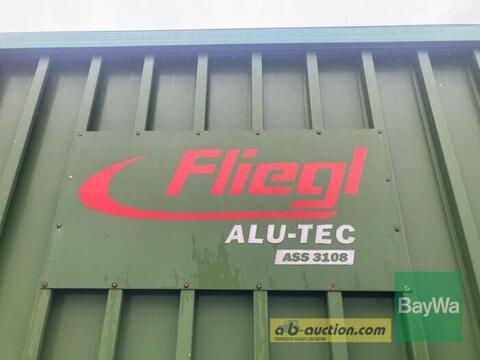 Fliegl
ALU-TEC
ASS 3108
BayWa
ab-auction.com